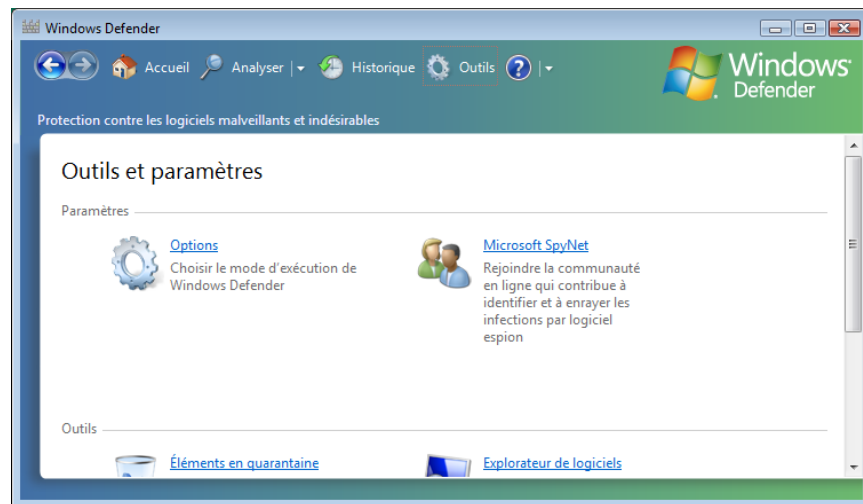 Windows Defender
Accueil Analyser Historique Outils ?
Windows
Defender
Protection contre les logiciels malveillants et indésirables
Outils et paramètres
Paramètres
Options
Choisir le mode d'exécution de
Windows Defender
Microsoft SpyNet
Rejoindre la communauté
en ligne qui contribue à
identifier et à enrayer les
infections par logiciel
espion
Outils
Éléments en quarantaine
Explorateur de logiciels